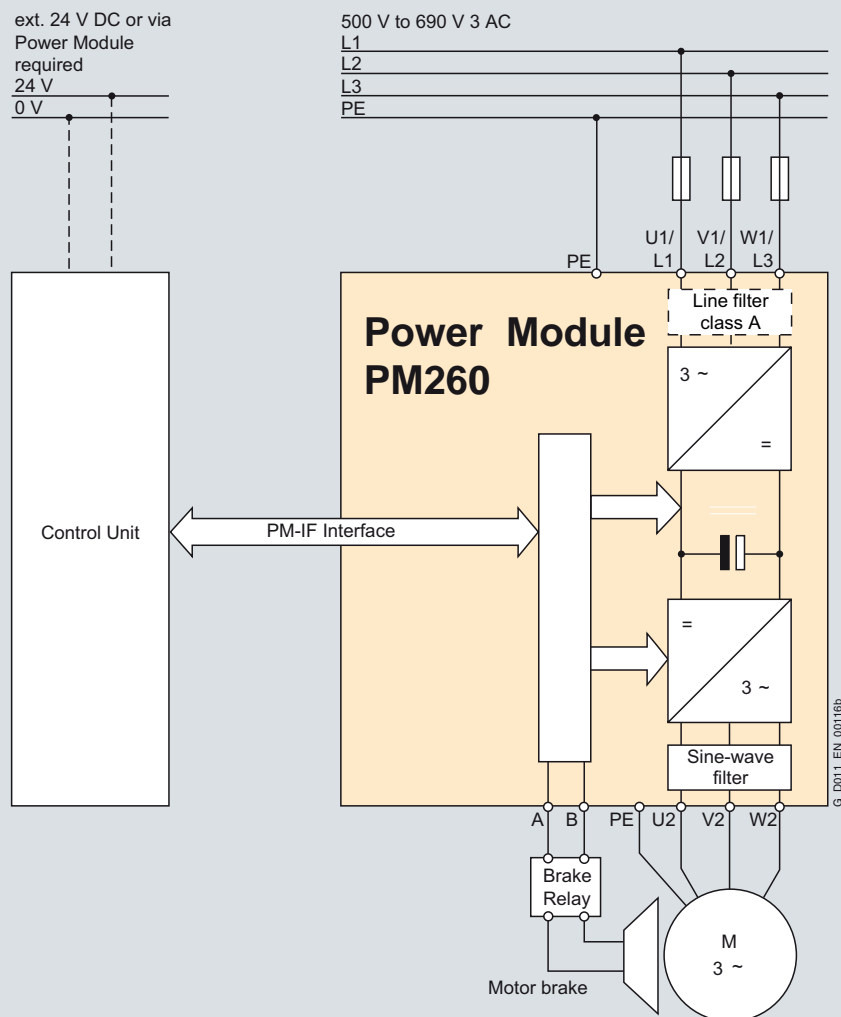 ext. 24 V DC or via
Power Module
required
24 V
0 V
500 V to 690 V 3 AC
L1
L2
L3
PE
PE
U1/
L1
V1/
L2
W1/
L3
Line filter
class A
Power Module
PM260
3 ~
=
Control Unit
PM-IF Interface
=
3 ~
Sine-wave
filter
G_D011_EN_00116b
A
B
PE
U2
V2
W2
Brake
Relay
M
3 ~
Motor brake